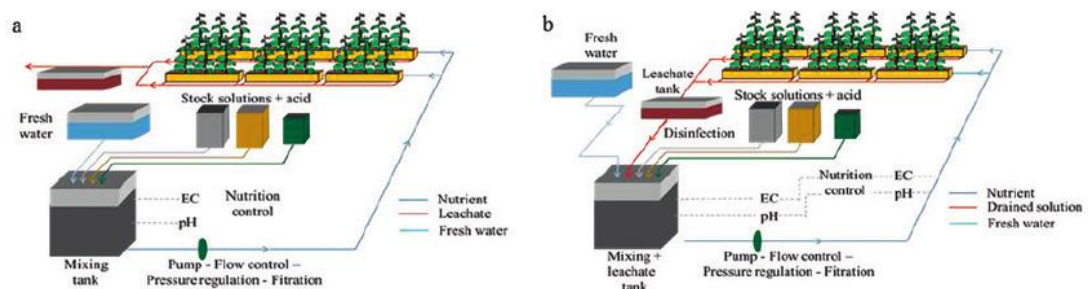 a
Stock solutions + acid
Fresh
water
EC
Nutrition
control
pH
Nutrient
Leachate
Fresh water
Mixing
tank
Pump - Flow control –
Pressure regulation - Fitration
b
Fresh
water
Leachate
tank
Stock solutions + acid
Disinfection
EC
pH
Nutrition
control
EC
pH
Nutrient
Drained solution
Fresh water
Mixing +
leachate
tank
Pump - Flow control –
Pressure regulation - Fitration